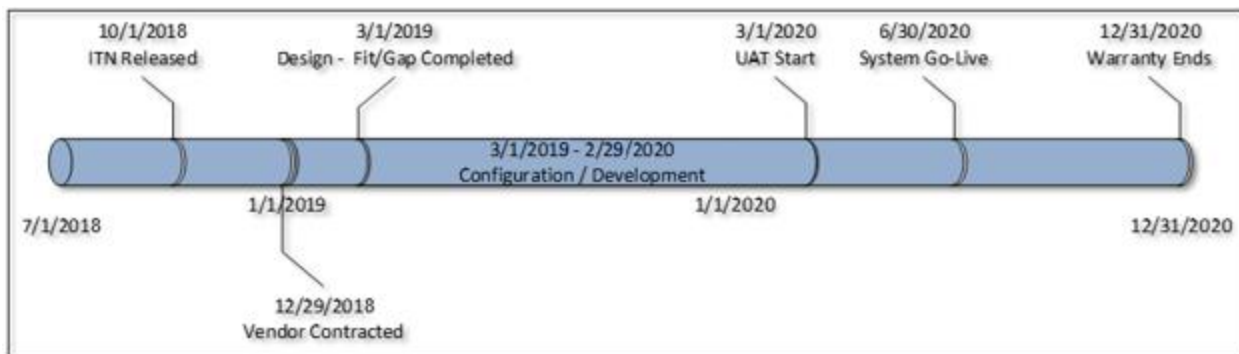 10/1/2018
ITN Released
3/1/2019
Design - Fit/Gap Completed
3/1/2020
UAT Start
6/30/2020
System Go-Live
12/31/2020
Warranty Ends
3/1/2019 - 2/29/2020
Configuration / Development
1/1/2019
1/1/2020
7/1/2018
12/31/2020
12/29/2018
Vendor Contracted